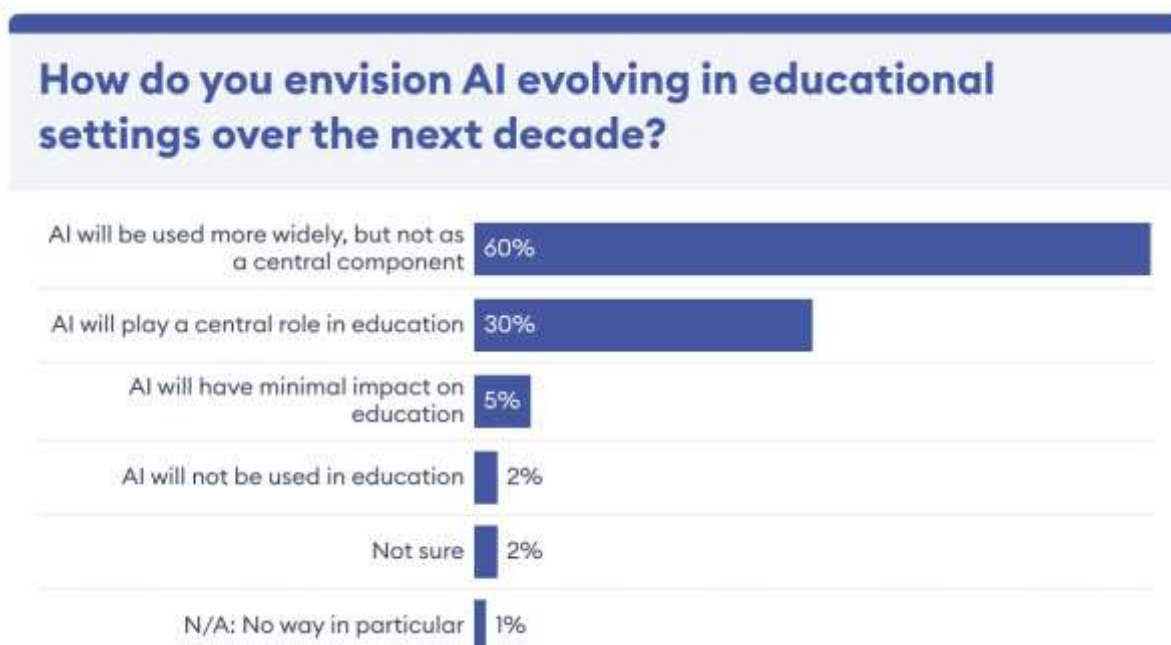 How do you envision AI evolving in educational
settings over the next decade?
AI will be used more widely, but not as
a central component
60%
AI will play a central role in education
30%
AI will have minimal impact on
education
5%
AI will not be used in education
2%
Not sure
2%
N/A: No way in particular
1%